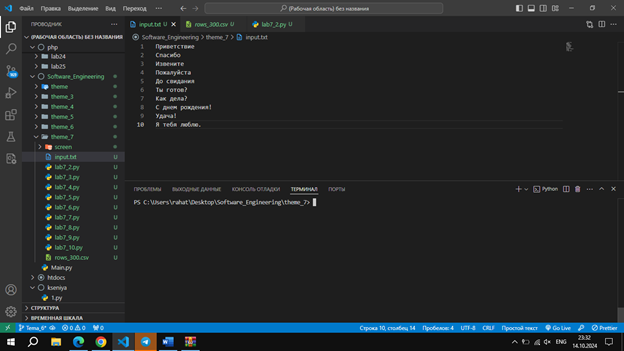 Файл Правка Выделение Вид Переход ... (Рабочая область) без названия
ПРОВОДНИК ...
(РАБОЧАЯ ОБЛАСТЬ) БЕЗ НАЗВАНИЯ
php
lab24
lab25
Software_Engineering
theme
theme_3
theme_4
theme_5
theme_6
theme_7
screen
input.txt U
lab7_2.py U
lab7_3.py U
lab7_4.py U
lab7_5.py U
lab7_6.py U
lab7_7.py U
lab7_8.py U
lab7_9.py U
lab7_10.py U
rows_300.csv U
Main.py
htdocs
kseniya
1.py
СТРУКТУРА
ВРЕМЕННАЯ ШКАЛА
input.txt U rows_300.csv U lab7_2.py U
Software_Engineering > theme_7 > input.txt
1 Приветствие
2 Спасибо
3 Извените
4 Пожалуйста
5 До свидания
6 Ты готов?
7 Как дела?
8 С днем рождения!
9 Удача!
10 Я тебя люблю.
ПРОБЛЕМЫ ВЫХОДНЫЕ ДАННЫЕ КОНСОЛЬ ОТЛАДКИ ТЕРМИНАЛ ПОРТЫ Python
PS C:\Users\rahat\Desktop\Software_Engineering\theme_7>
Tema_6* 0 0 0 Строка 10, столбец 14 Пробелов: 4 UTF-8 CRLF Простой текст Go Live Prettier
ENG 23:32
14.10.2024